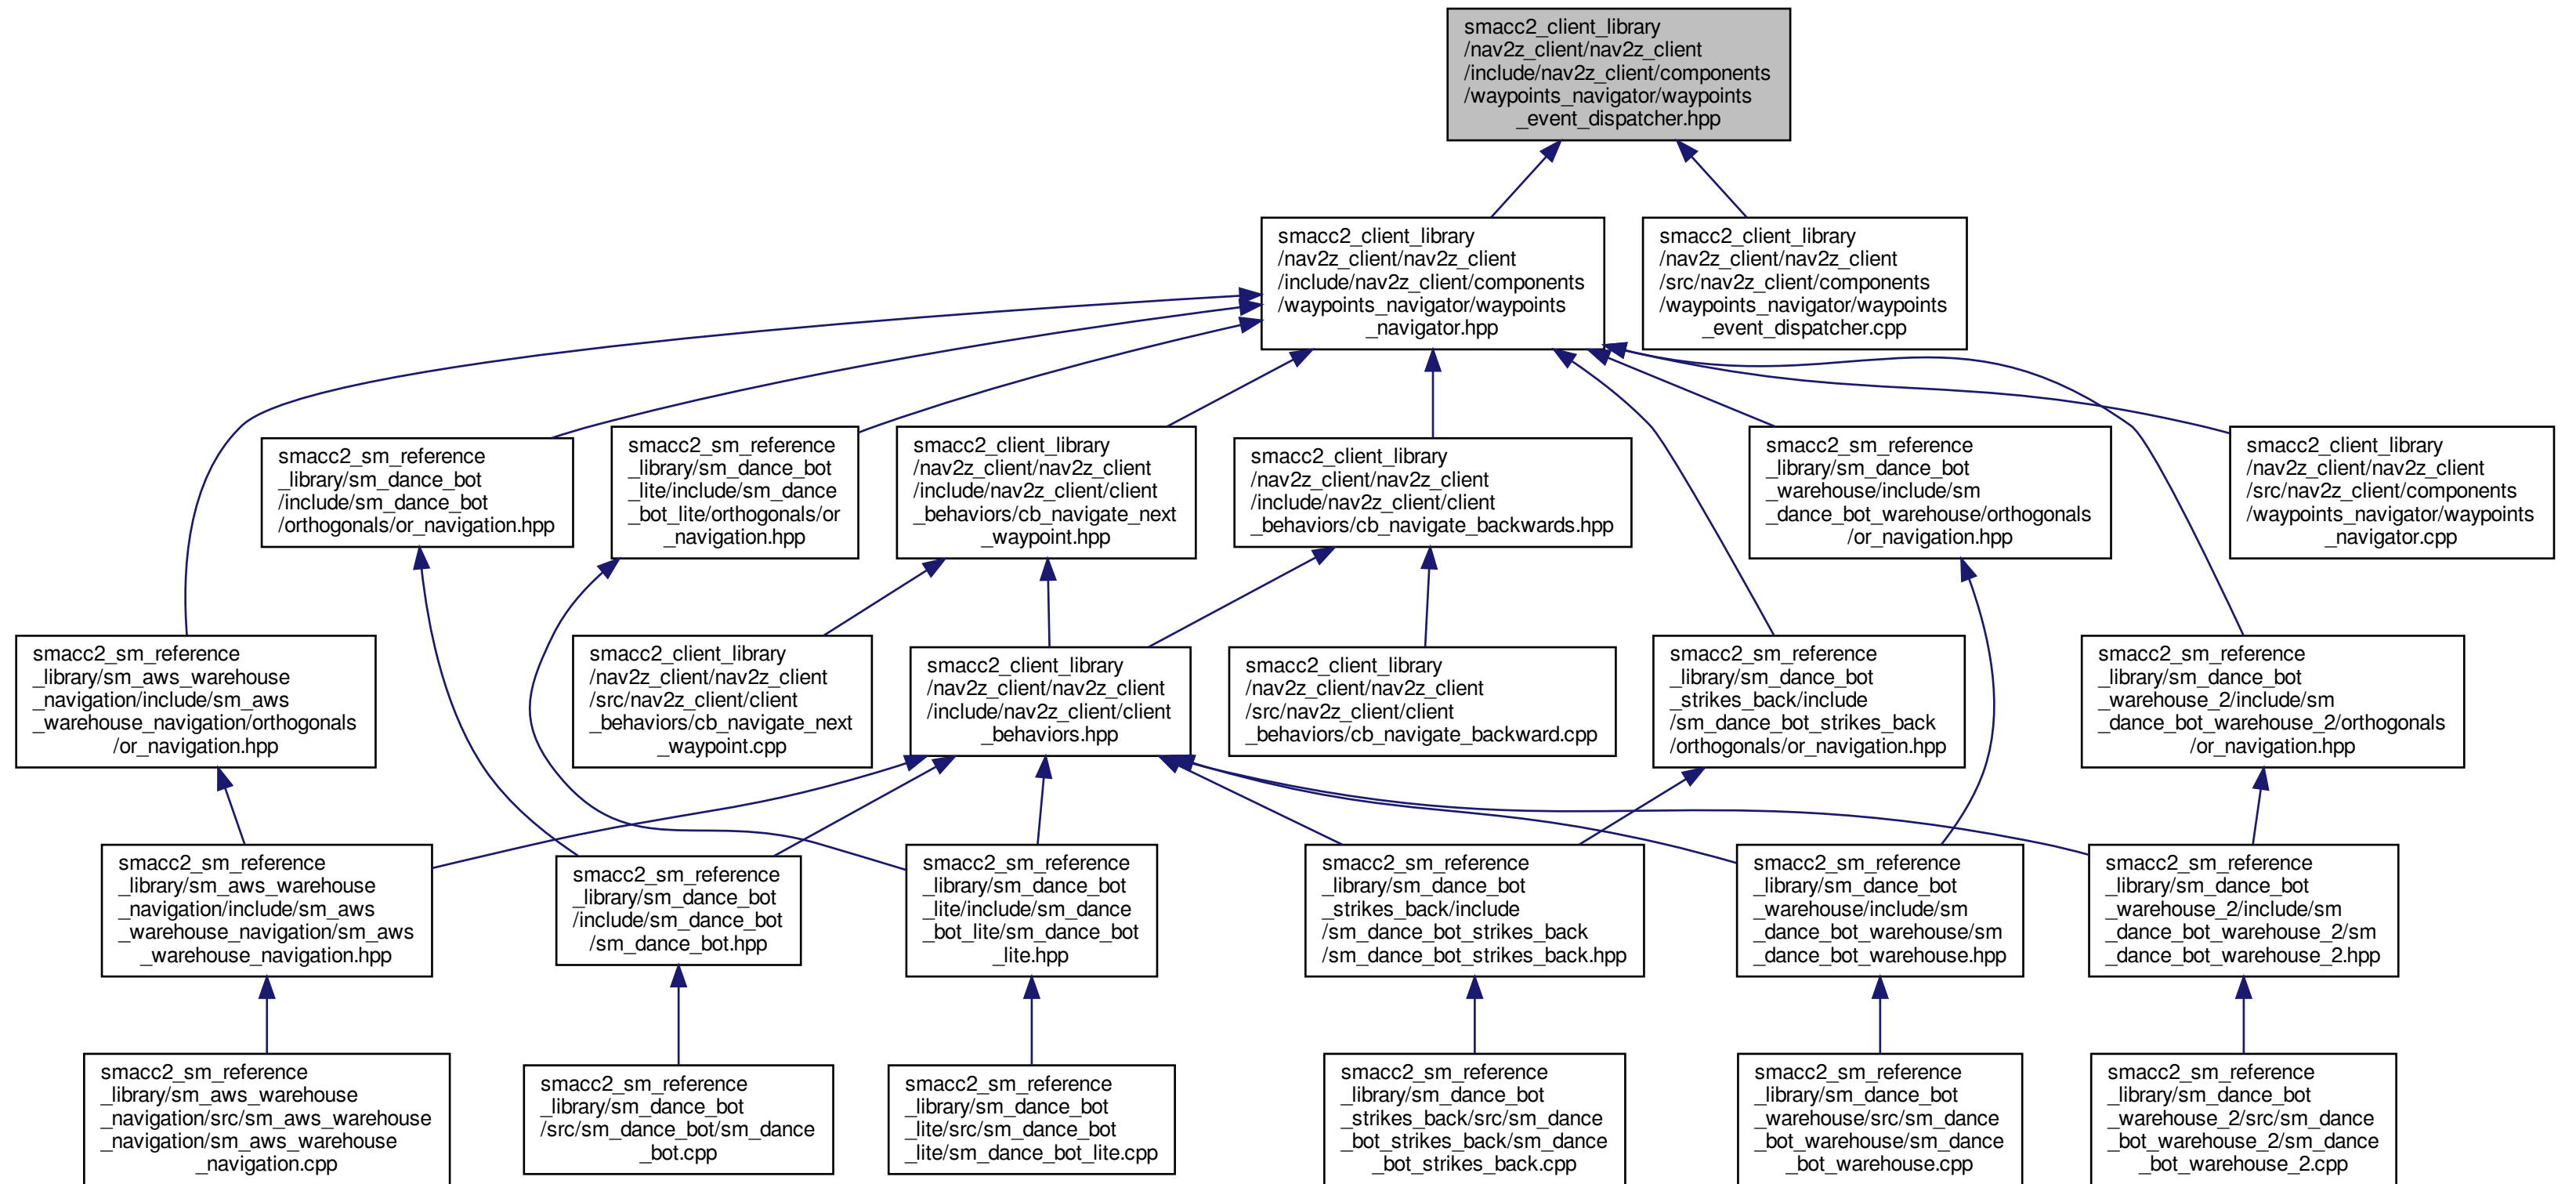 smacc2_client_library
/nav2z_client/nav2z_client
/include/nav2z_client/components
/waypoints_navigator/waypoints
_event_dispatcher.hpp
smacc2_client_library
/nav2z_client/nav2z_client
/include/nav2z_client/components
/waypoints_navigator/waypoints
_navigator.hpp
smacc2_client_library
/nav2z_client/nav2z_client
/src/nav2z_client/components
/waypoints_navigator/waypoints
_event_dispatcher.cpp
smacc2_sm_reference
_library/sm_dance_bot
/include/sm_dance_bot
/orthogonals/or_navigation.hpp
smacc2_sm_reference
_library/sm_dance_bot
_lite/include/sm_dance
_bot_lite/orthogonals/or
_navigation.hpp
smacc2_client_library
/nav2z_client/nav2z_client
/include/nav2z_client/client
_behaviors/cb_navigate_next
_waypoint.hpp
smacc2_client_library
/nav2z_client/nav2z_client
/include/nav2z_client/client
_behaviors/cb_navigate_backwards.hpp
smacc2_sm_reference
_library/sm_dance_bot
_warehouse/include/sm
_dance_bot_warehouse/orthogonals
/or_navigation.hpp
smacc2_client_library
/nav2z_client/nav2z_client
/src/nav2z_client/components
/waypoints_navigator/waypoints
_navigator.cpp
smacc2_sm_reference
_library/sm_aws_warehouse
_navigation/include/sm_aws
_warehouse_navigation/orthogonals
/or_navigation.hpp
smacc2_client_library
/nav2z_client/nav2z_client
/src/nav2z_client/client
_behaviors/cb_navigate_next
_waypoint.cpp
smacc2_client_library
/nav2z_client/nav2z_client
/include/nav2z_client/client
_behaviors.hpp
smacc2_client_library
/nav2z_client/nav2z_client
/src/nav2z_client/client
_behaviors/cb_navigate_backward.cpp
smacc2_sm_reference
_library/sm_dance_bot
_strikes_back/include
/sm_dance_bot_strikes_back
/orthogonals/or_navigation.hpp
smacc2_sm_reference
_library/sm_dance_bot
_warehouse_2/include/sm
_dance_bot_warehouse_2/orthogonals
/or_navigation.hpp
smacc2_sm_reference
_library/sm_aws_warehouse
_navigation/include/sm_aws
_warehouse_navigation/sm_aws
_warehouse_navigation.hpp
smacc2_sm_reference
_library/sm_dance_bot
/include/sm_dance_bot
/sm_dance_bot.hpp
smacc2_sm_reference
_library/sm_dance_bot
_lite/include/sm_dance
_bot_lite/sm_dance_bot
_lite.hpp
smacc2_sm_reference
_library/sm_dance_bot
_strikes_back/include
/sm_dance_bot_strikes_back
/sm_dance_bot_strikes_back.hpp
smacc2_sm_reference
_library/sm_dance_bot
_warehouse/include/sm
_dance_bot_warehouse/sm
_dance_bot_warehouse.hpp
smacc2_sm_reference
_library/sm_dance_bot
_warehouse_2/include/sm
_dance_bot_warehouse_2/sm
_dance_bot_warehouse_2.hpp
smacc2_sm_reference
_library/sm_aws_warehouse
_navigation/src/sm_aws_warehouse
_navigation/sm_aws_warehouse
_navigation.cpp
smacc2_sm_reference
_library/sm_dance_bot
/src/sm_dance_bot/sm_dance
_bot.cpp
smacc2_sm_reference
_library/sm_dance_bot
_lite/src/sm_dance_bot
_lite/sm_dance_bot_lite.cpp
smacc2_sm_reference
_library/sm_dance_bot
_strikes_back/src/sm_dance
_bot_strikes_back/sm_dance
_bot_strikes_back.cpp
smacc2_sm_reference
_library/sm_dance_bot
_warehouse/src/sm_dance
_bot_warehouse/sm_dance
_bot_warehouse.cpp
smacc2_sm_reference
_library/sm_dance_bot
_warehouse_2/src/sm_dance
_bot_warehouse_2/sm_dance
_bot_warehouse_2.cpp